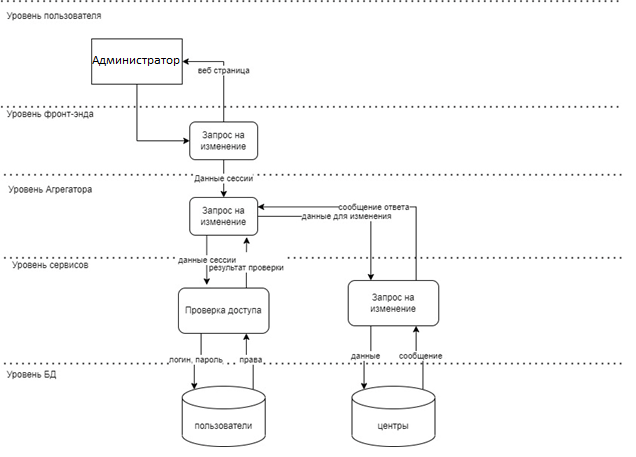 Уровень пользователя
Администратор
веб страница
Уровень фронт-энда
Запрос на
изменение
Данные сессии
Уровень Агрегатора
Запрос на
изменение
сообщение ответа
данные для изменения
данные сессии
результат проверки
Уровень сервисов
Проверка доступа
Запрос на
изменение
логин, пароль
права
данные
сообщение
Уровень БД
пользователи
центры